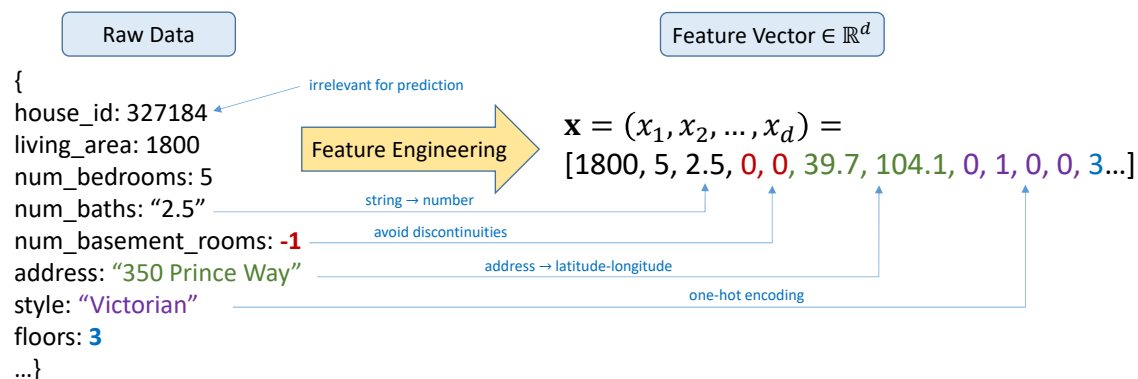 Raw Data
Feature Vector ∈ ℝ^d
{
house_id: 327184
irrelevant for prediction
living_area: 1800
num_bedrooms: 5
num_baths: “2.5”
string → number
num_basement_rooms: -1
avoid discontinuities
address: “350 Prince Way”
address → latitude-longitude
style: “Victorian”
one-hot encoding
floors: 3
...}
Feature Engineering
𝐱 = (x₁, x₂, ..., x_d) =
[1800, 5, 2.5, 0, 0, 39.7, 104.1, 0, 1, 0, 0, 3...]